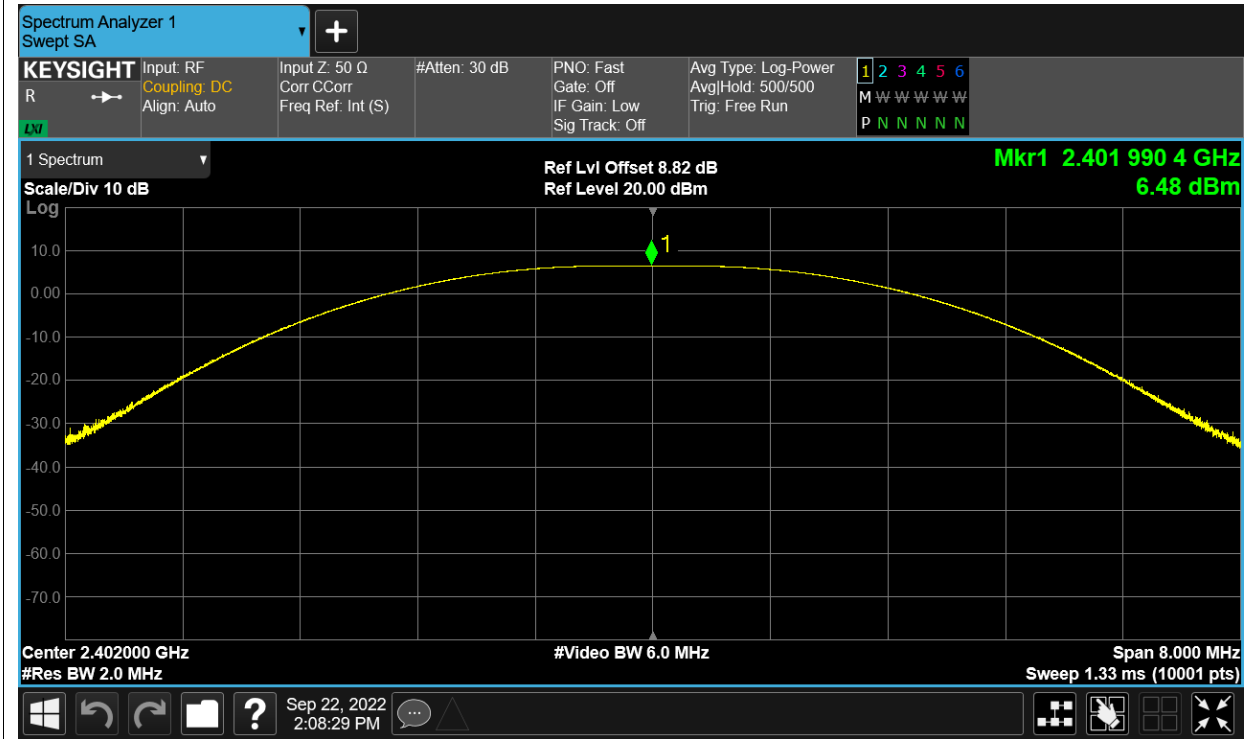 Spectrum Analyzer 1
Swept SA
KEYSIGHT
R
LXI
Input: RF
Coupling: DC
Align: Auto
Input Z: 50 Ω
Corr CCorr
Freq Ref: Int (S)
#Atten: 30 dB
PNO: Fast
Gate: Off
IF Gain: Low
Sig Track: Off
Avg Type: Log-Power
Avg|Hold: 500/500
Trig: Free Run
1 2 3 4 5 6
M W W W W W
P N N N N N
1 Spectrum
Scale/Div 10 dB
Log
Ref Lvl Offset 8.82 dB
Ref Level 20.00 dBm
Mkr1 2.401 990 4 GHz
6.48 dBm
1
10.0
0.00
-10.0
-20.0
-30.0
-40.0
-50.0
-60.0
-70.0
Center 2.402000 GHz
#Video BW 6.0 MHz
Span 8.000 MHz
#Res BW 2.0 MHz
Sweep 1.33 ms (10001 pts)
?
Sep 22, 2022
2:08:29 PM